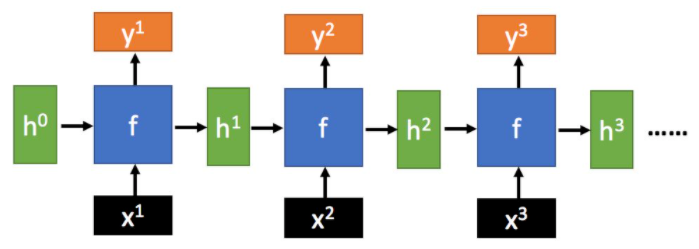 y¹ y² y³
h⁰ f h¹ f h² f h³ ......
x¹ x² x³